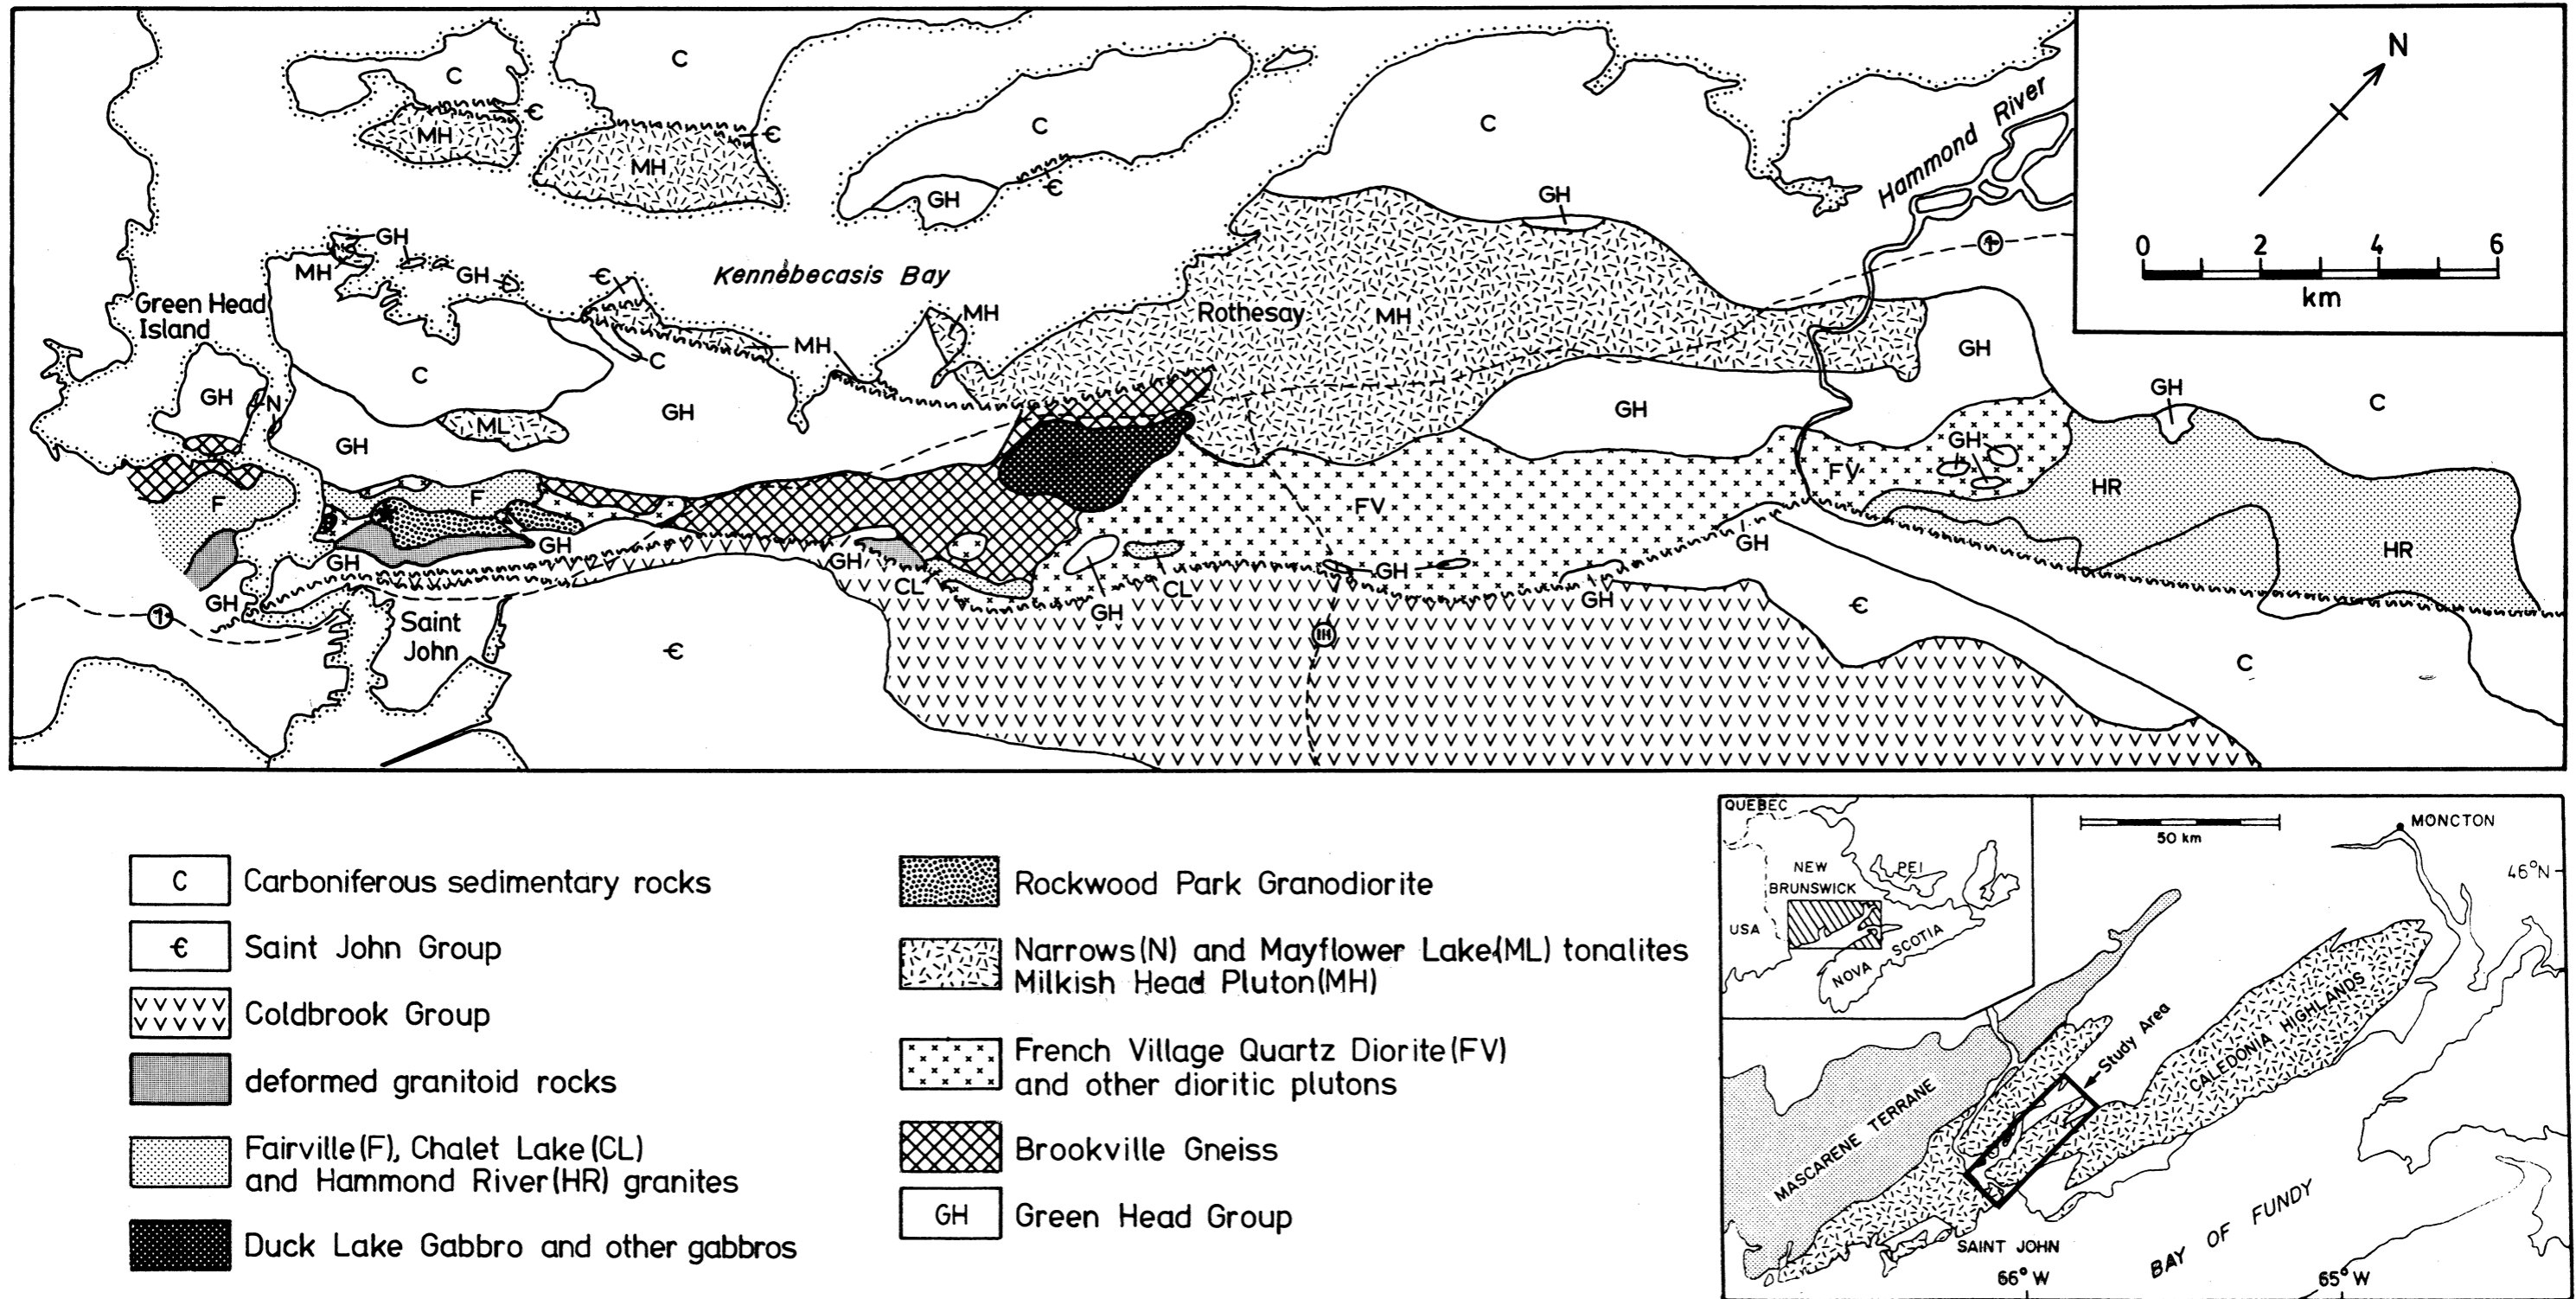 C
C
Є
Є
MH
MH
C
GH
Є
C
GH
Hammond River
N
0 2 4 6
km
GH
MH
GH
Є
Є
Kennebecasis Bay
Green Head
Island
MH
MH
Rothesay
MH
1
C
C
GH
GH
C
GH
N
ML
GH
GH
GH
GH
F
F
FV
FV
GH
HR
HR
GH
GH
GH
GH
CL
CL
GH
GH
GH
GH
1
Saint
John
Є
1H
Є
C
C Carboniferous sedimentary rocks
Є Saint John Group
Coldbrook Group
deformed granitoid rocks
Fairville(F), Chalet Lake(CL)
and Hammond River(HR) granites
Duck Lake Gabbro and other gabbros
Rockwood Park Granodiorite
Narrows(N) and Mayflower Lake(ML) tonalites
Milkish Head Pluton(MH)
French Village Quartz Diorite(FV)
and other dioritic plutons
Brookville Gneiss
GH Green Head Group
QUEBEC
NEW
BRUNSWICK
PEI
USA
NOVA SCOTIA
50 km
MONCTON
46°N
Study Area
CALEDONIA HIGHLANDS
MASCARENE TERRANE
SAINT JOHN
BAY OF FUNDY
66°W
65°W